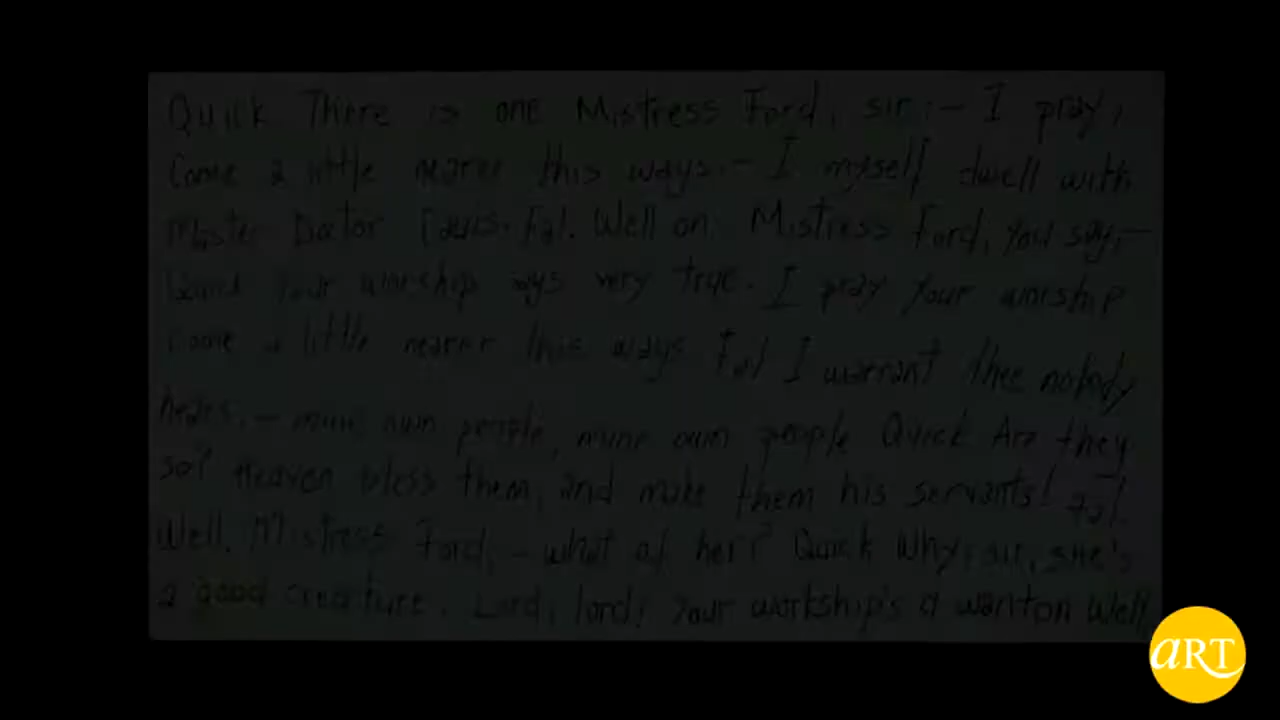 Quick There is one Mistress Ford, sir:- I pray,
Come a little nearer this ways.- I myself dwell with
Master Doctor Caius. Fal. Well on. Mistress Ford, you say,-
Quick Your worship says very true. I pray your worship
come a little nearer this ways Fal I warrant thee nobody
hears.- mine own people, mine own people Quick Are they
so? Heaven bless them, and make them his servants! Fal.
Well, Mistress Ford,- what of her? Quick Why, sir, she's
a good creature. Lord, lord! Your workship's a wanton Well
aRT